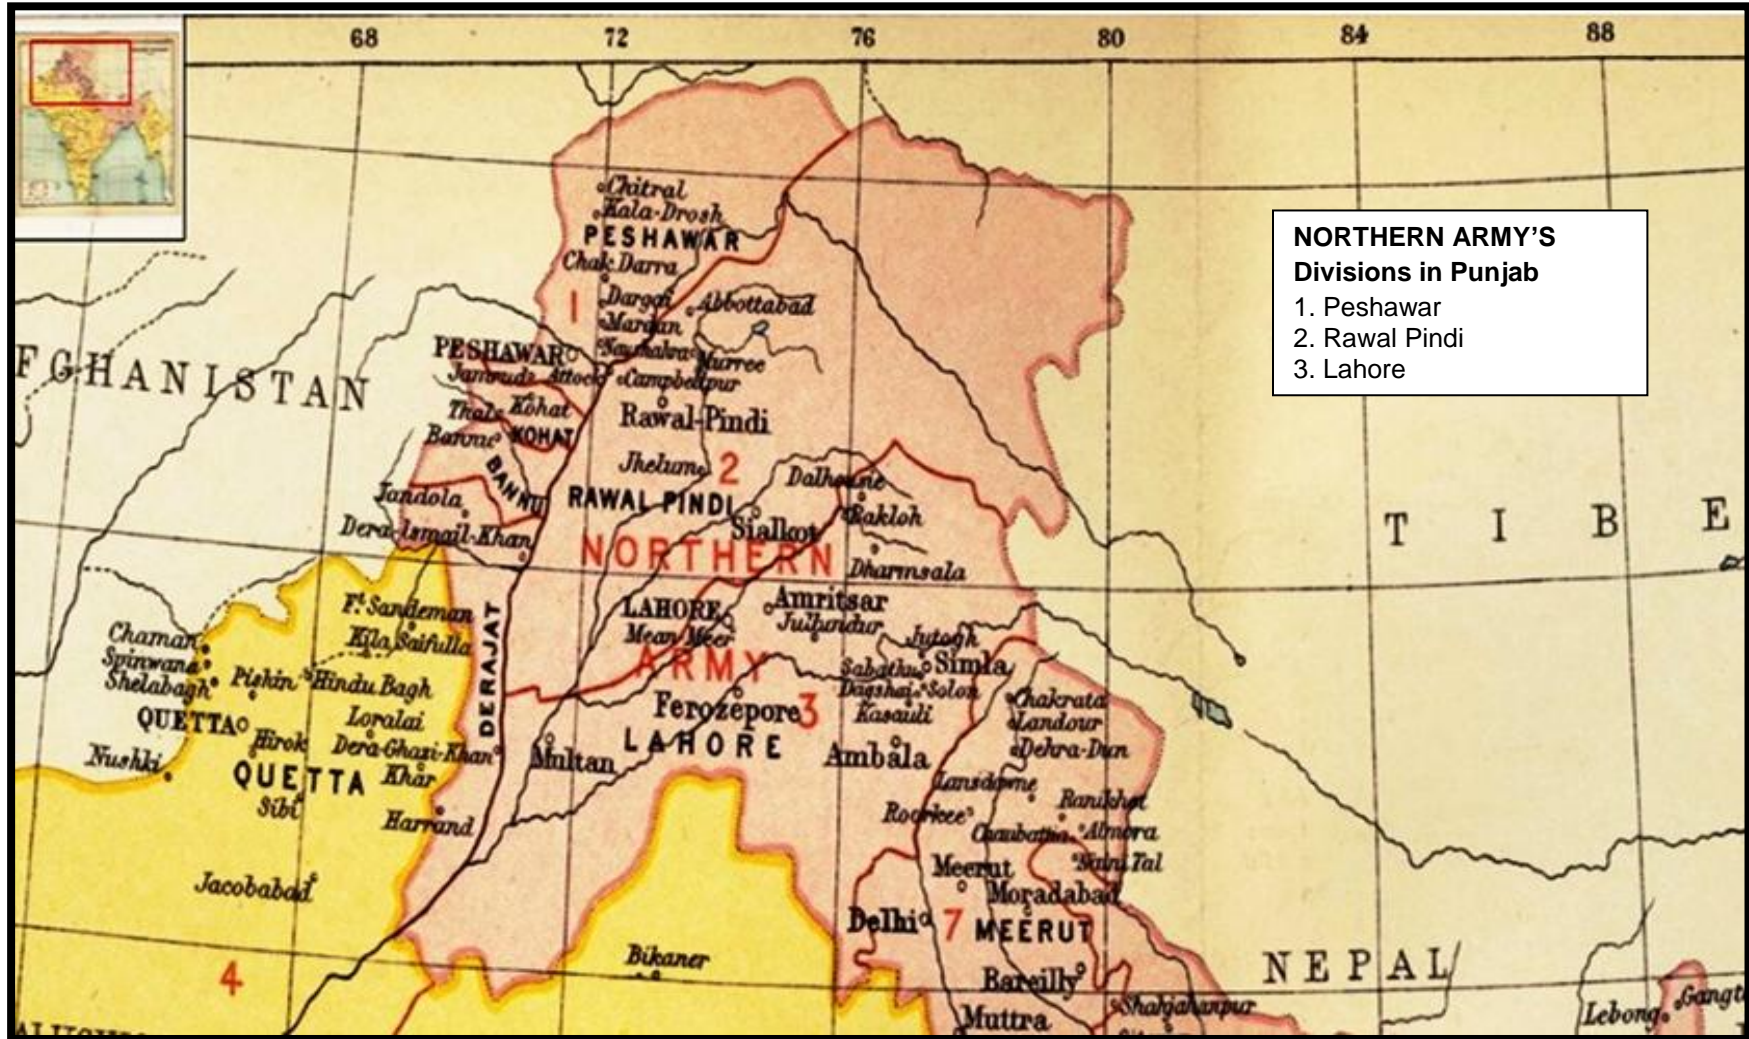 68 72 76 80 84 88
NORTHERN ARMY'S
Divisions in Punjab
1. Peshawar
2. Rawal Pindi
3. Lahore
Chitral
Kala-Drosh
PESHAWAR
Chak Darra
1
Dargai
Abbottabad
Mardan
Naushahra
Murree
PESHAWAR
Jamrud
Attock
Campbellpur
FGHANISTAN
Thal
Kohat
Rawal-Pindi
Bannu
KOHAT
Jhelum
2
Dalhousie
BANNU
Jandola
RAWAL PINDI
Bakloh
Sialkot
Dera-Ismail-Khan
TIBE
NORTHERN
Dharmsala
Ft. Sandeman
LAHORE
Amritsar
Chaman
Kila Saifulla
Mean Meer
Jullundur
Jutogh
Spinwana
ARMY
Sabathu
Simla
Shelabagh
Pishin
Hindu Bagh
DERAJAT
Dagshai
Solon
Chakrata
QUETTA
Loralai
Ferozepore
3
Kasauli
Landour
Hirok
Dera-Ghazi-Khan
LAHORE
Ambala
Dehra-Dun
Nushki
QUETTA
Khar
Multan
Lansdowne
Sibi
Ranikhet
Harrand
Roorkee
Chaubattia
Almora
Meerut
Naini Tal
Jacobabad
Moradabad
Delhi
7
MEERUT
4
Bikaner
Bareilly
NEPAL
Shahjahanpur
Muttra
Lebong
Gangt